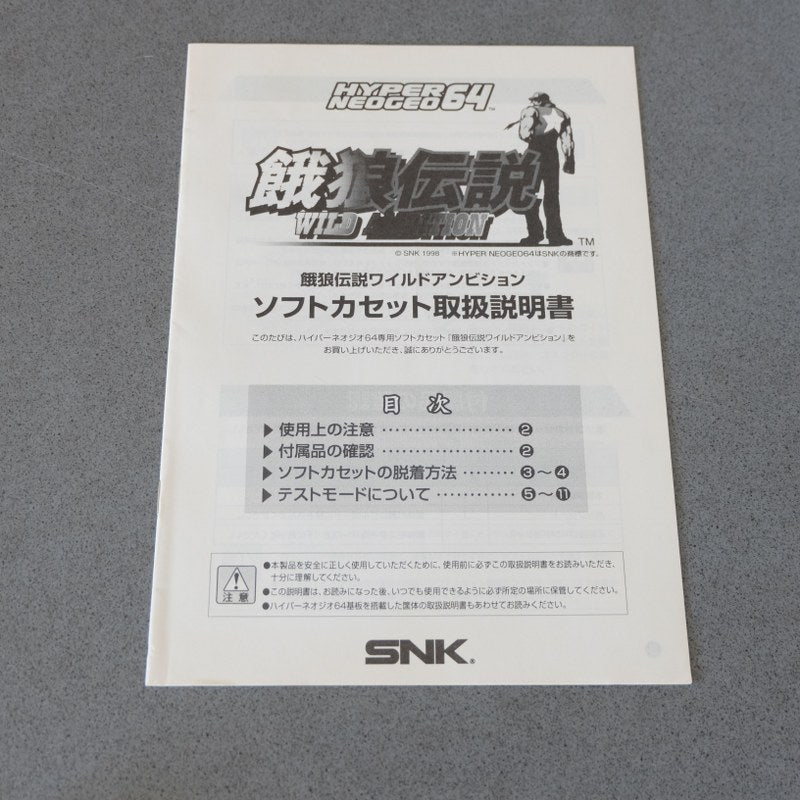 HYPER
NEOGEO64™
餓狼伝説
WILD AMBITION
TM
© SNK 1998 ※HYPER NEOGEO64はSNKの商標です。
餓狼伝説ワイルドアンビション
ソフトカセット取扱説明書
このたびは、ハイパーネオジオ64専用ソフトカセット「餓狼伝説ワイルドアンビション」を
お買い上げいただき、誠にありがとうございます。
目 次
▶ 使用上の注意 ・・・・・・・・・・・・・・・・・・・・ ❷
▶ 付属品の確認 ・・・・・・・・・・・・・・・・・・・・ ❷
▶ ソフトカセットの脱着方法 ・・・・・・・・ ❸〜❹
▶ テストモードについて ・・・・・・・・・・・・ ❺〜⓫
注 意
●本製品を安全に正しく使用していただくために、使用前に必ずこの取扱説明書をお読みいただき、
十分に理解してください。
●この説明書は、お読みになった後、いつでも使用できるように必ず所定の場所に保管してください。
●ハイパーネオジオ64基板を搭載した筐体の取扱説明書もあわせてお読みください。
SNK®